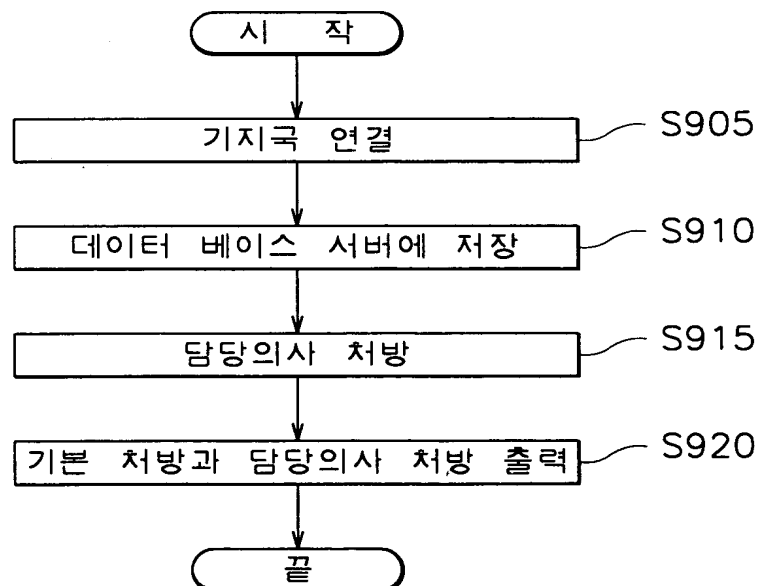 시 작
기지국 연결 S905
데이터 베이스 서버에 저장 S910
담당의사 처방 S915
기본 처방과 담당의사 처방 출력 S920
끝